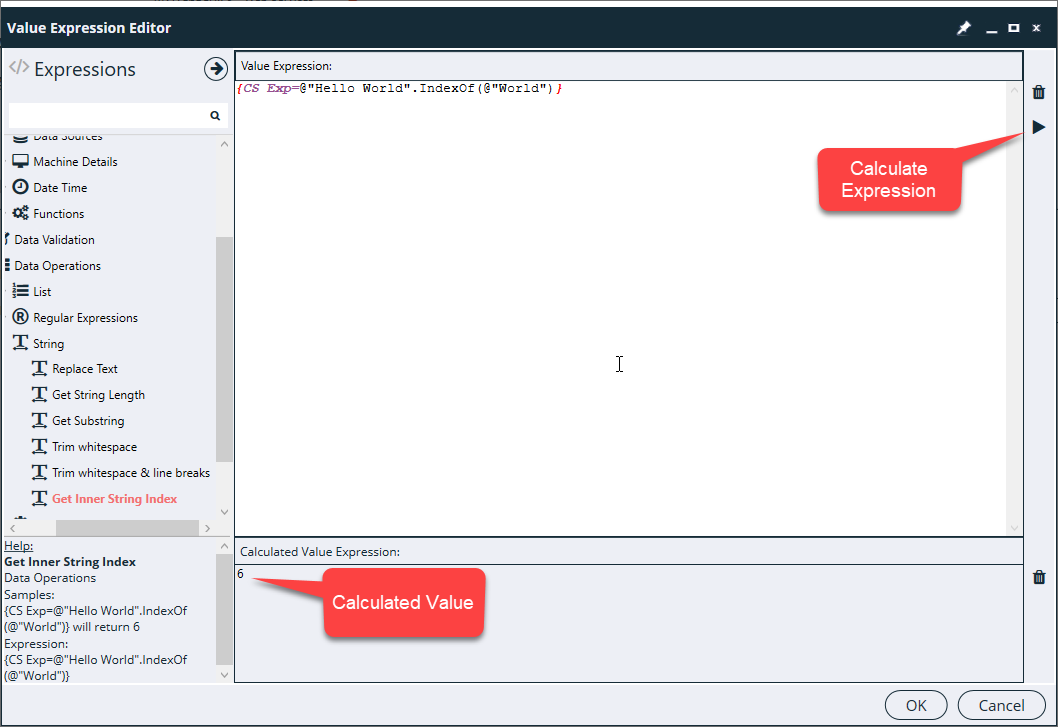 Value Expression Editor
Expressions
Value Expression:
{CS Exp=@"Hello World".IndexOf(@"World")}
Data Sources
Machine Details
Date Time
Functions
Data Validation
Data Operations
List
Regular Expressions
String
Replace Text
Get String Length
Get Substring
Trim whitespace
Trim whitespace & line breaks
Get Inner String Index
Calculate
Expression
Help:
Get Inner String Index
Data Operations
Samples:
{CS Exp=@"Hello World".IndexOf
(@"World")} will return 6
Expression:
{CS Exp=@"Hello World".IndexOf
(@"World")}
Calculated Value Expression:
6
Calculated Value
OK
Cancel